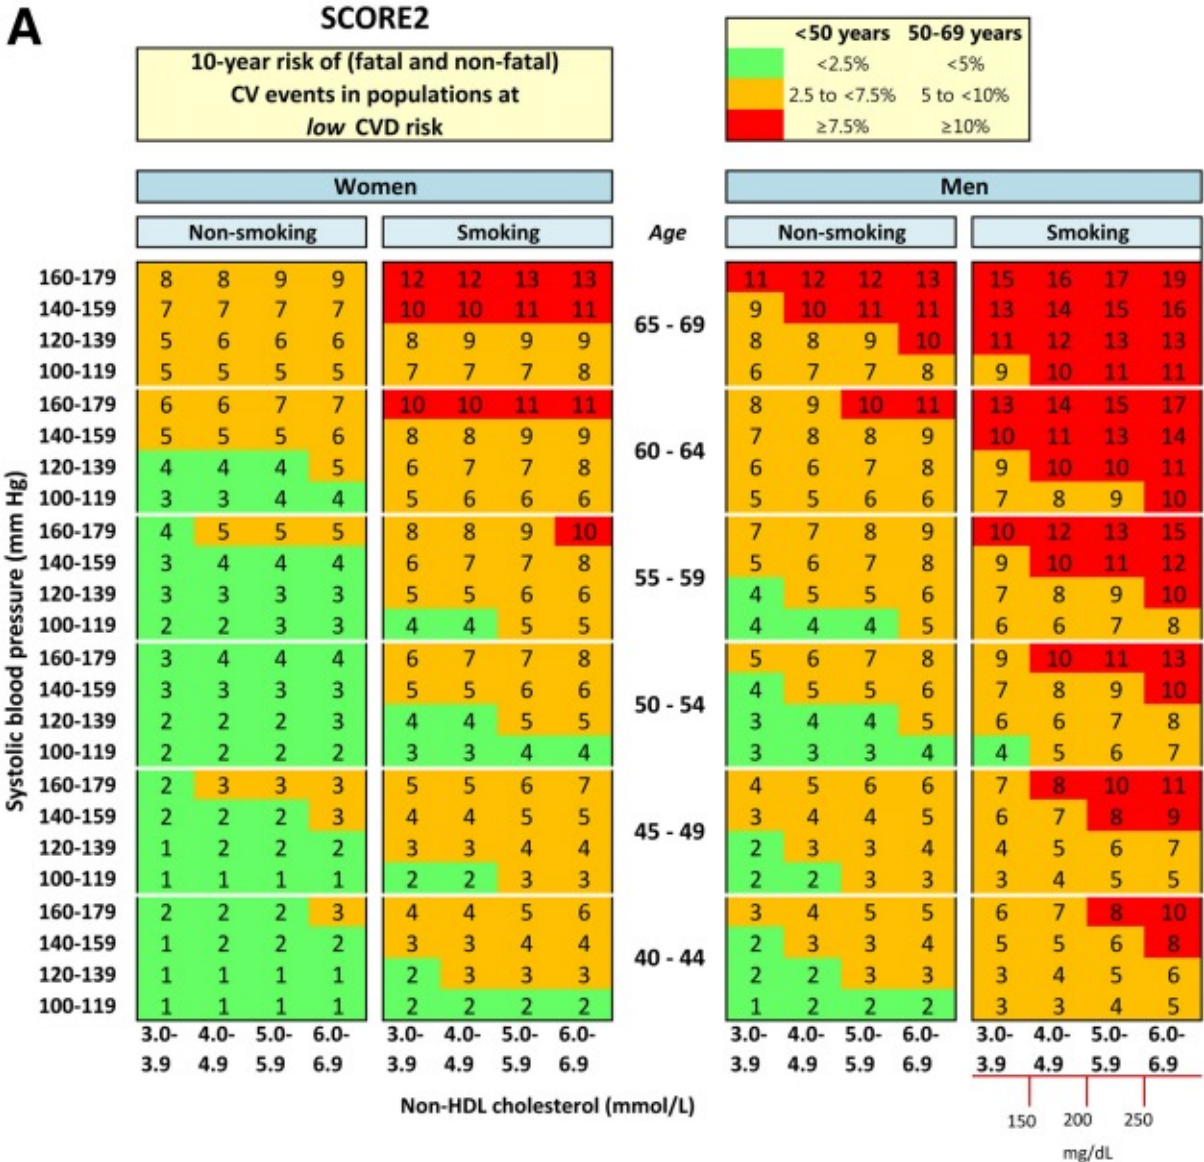 A
SCORE2
10-year risk of (fatal and non-fatal)
CV events in populations at
low CVD risk
<50 years 50-69 years
<2.5% <5%
2.5 to <7.5% 5 to <10%
≥7.5% ≥10%
Women Men
Non-smoking Smoking Age Non-smoking Smoking
Systolic blood pressure (mm Hg)
160-179 8 8 9 9 12 12 13 13 11 12 12 13 15 16 17 19
140-159 7 7 7 7 10 10 11 11 9 10 11 11 13 14 15 16
65 - 69
120-139 5 6 6 6 8 9 9 9 8 8 9 10 11 12 13 13
100-119 5 5 5 5 7 7 7 8 6 7 7 8 9 10 11 11
160-179 6 6 7 7 10 10 11 11 8 9 10 11 13 14 15 17
140-159 5 5 5 6 8 8 9 9 7 8 8 9 10 11 13 14
60 - 64
120-139 4 4 4 5 6 7 7 8 6 6 7 8 9 10 10 11
100-119 3 3 4 4 5 6 6 6 5 5 6 7 8 9 10
160-179 4 5 5 5 8 8 9 10 7 7 8 9 10 12 13 15
140-159 3 4 4 4 6 7 7 8 5 6 7 8 9 10 11 12
55 - 59
120-139 3 3 3 3 5 5 6 6 4 5 5 6 7 8 9 10
100-119 2 2 3 3 4 4 5 5 4 4 4 5 6 6 7 8
160-179 3 4 4 4 6 7 7 8 5 6 7 8 9 10 11 13
140-159 3 3 3 3 5 5 6 6 4 5 5 6 7 8 9 10
50 - 54
120-139 2 2 2 3 4 4 5 5 3 4 4 5 6 6 7 8
100-119 2 2 2 2 3 3 4 4 3 3 3 4 4 5 6 7
160-179 2 3 3 3 5 5 6 7 4 5 6 6 7 8 10 11
140-159 2 2 2 3 4 4 5 5 3 4 4 5 6 7 8 9
45 - 49
120-139 1 2 2 2 3 3 4 4 2 3 3 4 4 5 6 7
100-119 1 1 1 1 2 2 3 3 2 2 3 3 3 4 5 5
160-179 2 2 2 3 4 4 5 6 3 4 5 5 6 7 8 10
140-159 1 2 2 2 3 3 4 4 2 3 3 4 5 5 6 8
40 - 44
120-139 1 1 1 1 2 3 3 3 2 2 3 3 3 4 5 6
100-119 1 1 1 1 2 2 2 2 1 2 2 2 3 3 4 5
3.0- 4.0- 5.0- 6.0- 3.0- 4.0- 5.0- 6.0- 3.0- 4.0- 5.0- 6.0- 3.0- 4.0- 5.0- 6.0-
3.9 4.9 5.9 6.9 3.9 4.9 5.9 6.9 3.9 4.9 5.9 6.9 3.9 4.9 5.9 6.9
Non-HDL cholesterol (mmol/L)
150 200 250
mg/dL